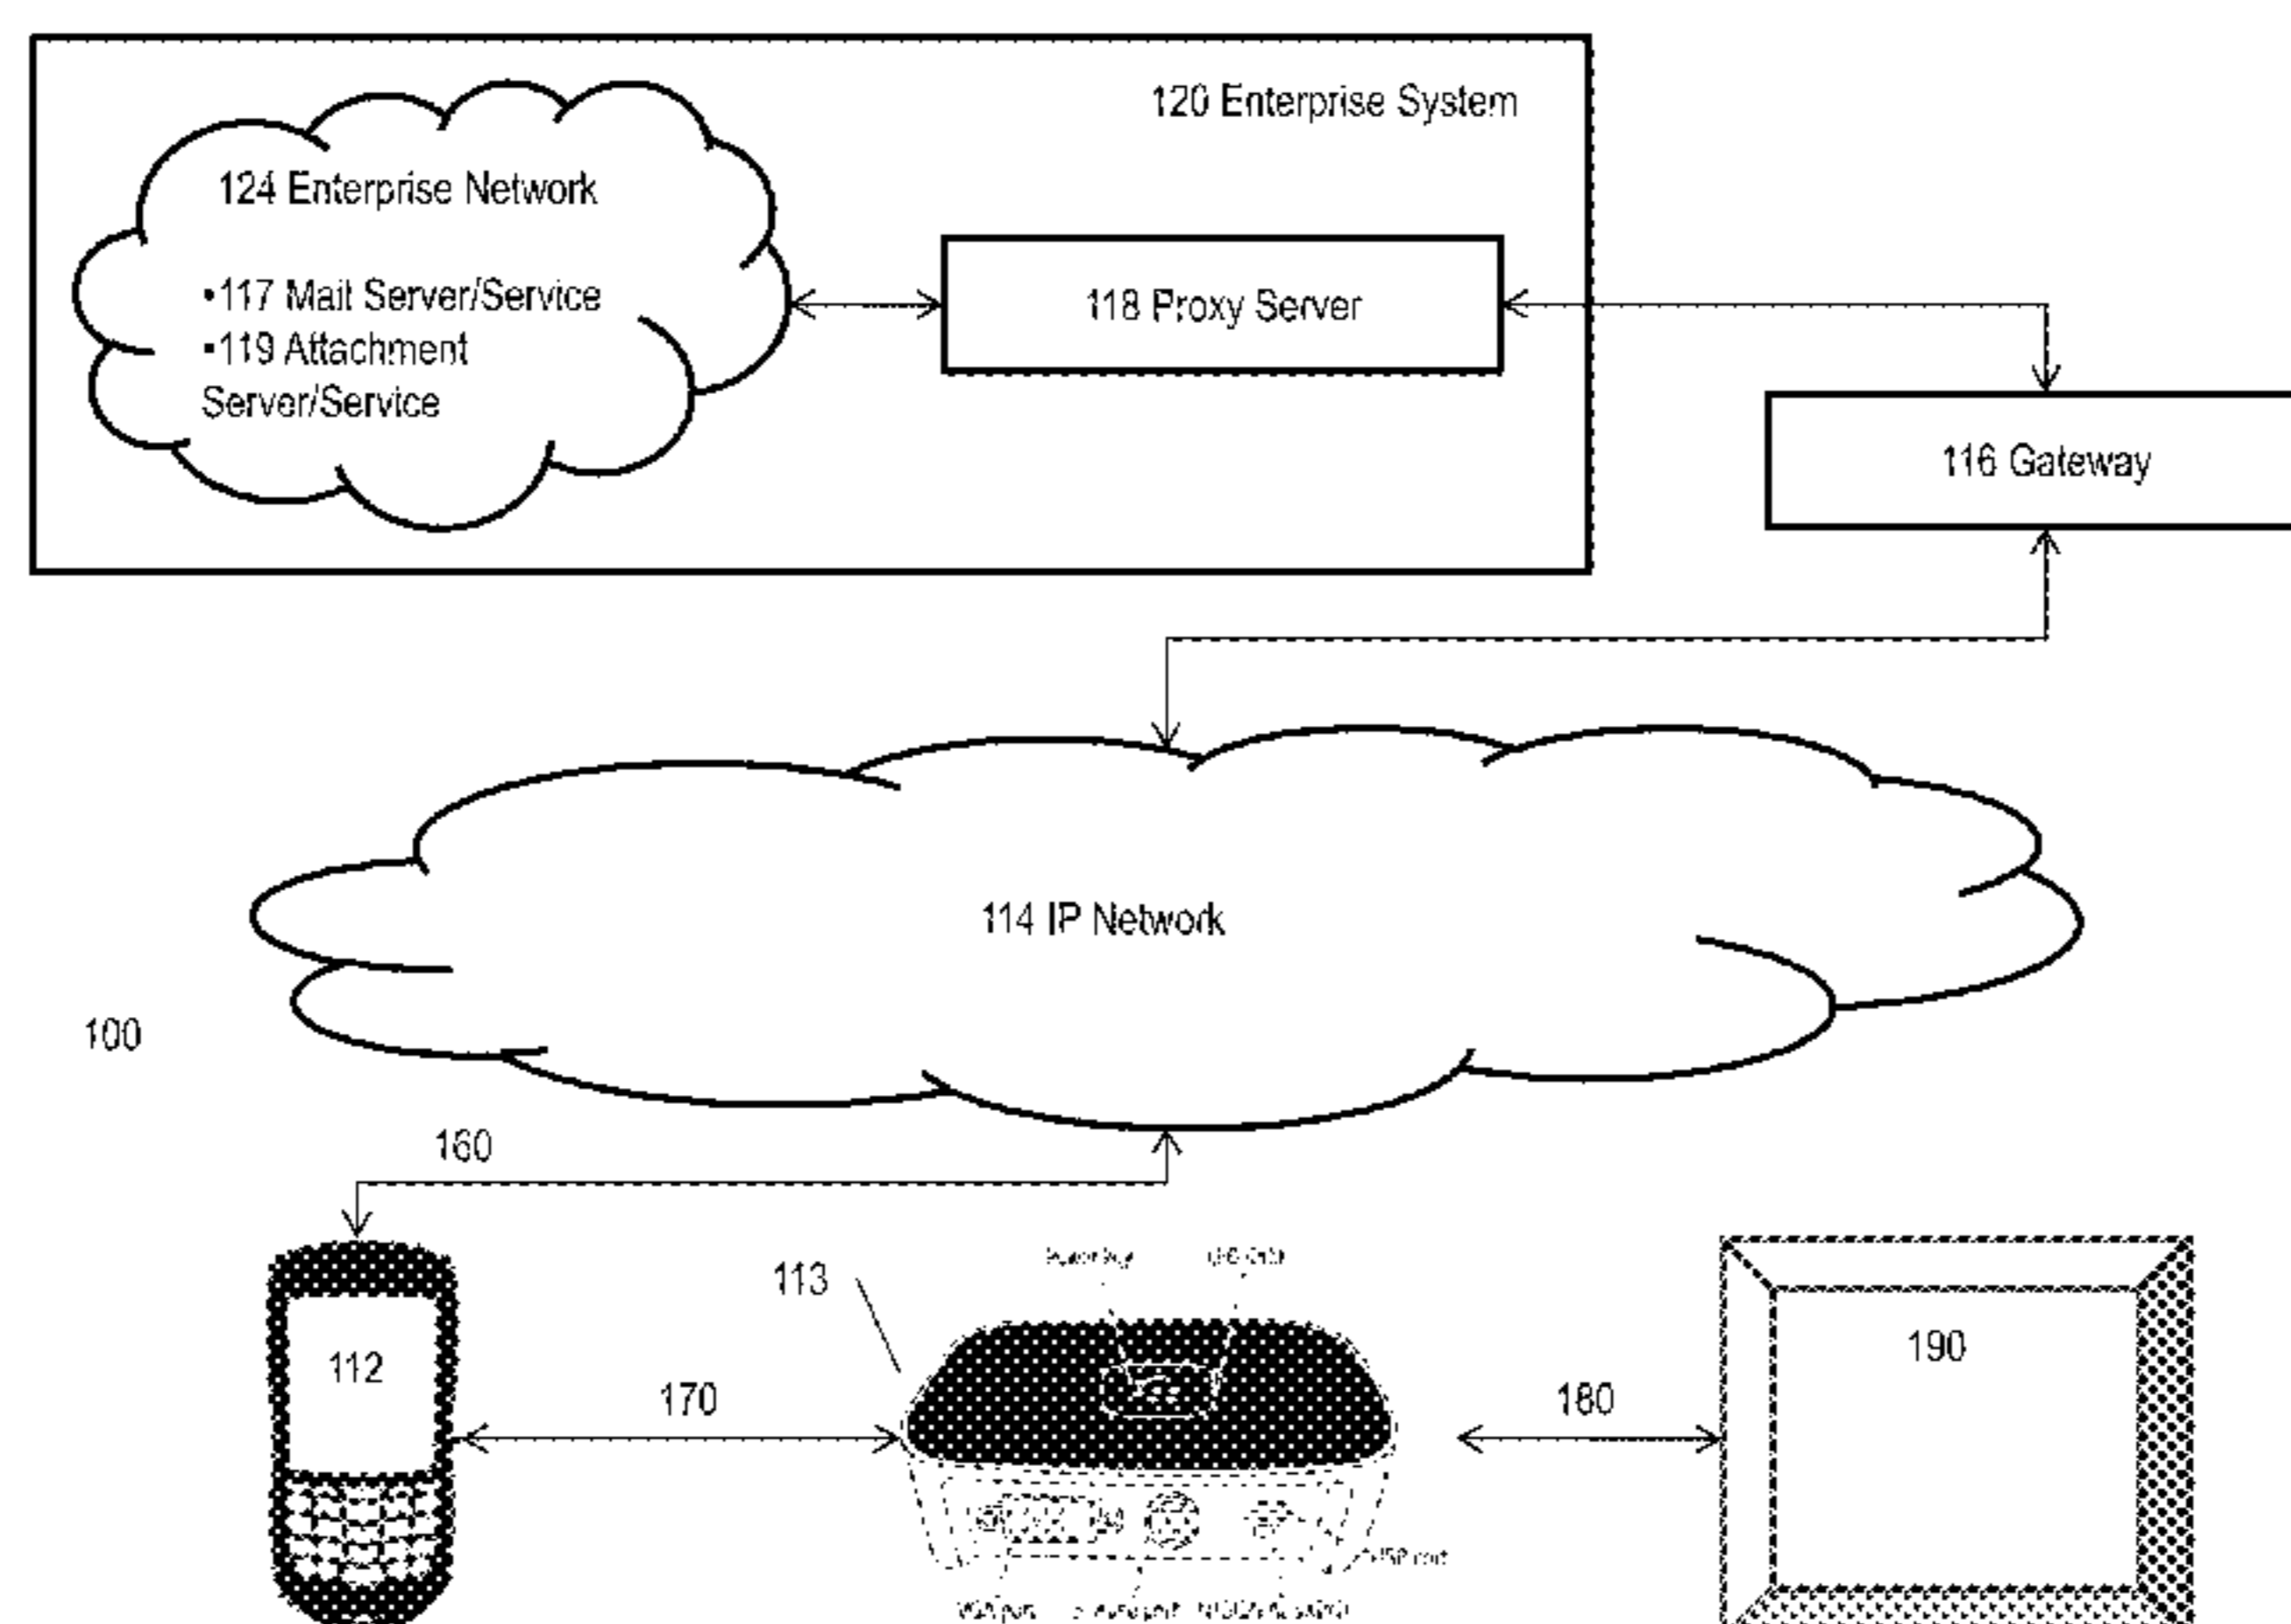 120 Enterprise System
124 Enterprise Network
•117 Mail Server/Service
•119 Attachment
Server/Service
118 Proxy Server
116 Gateway
114 IP Network
100
160
113
112
170
180
190